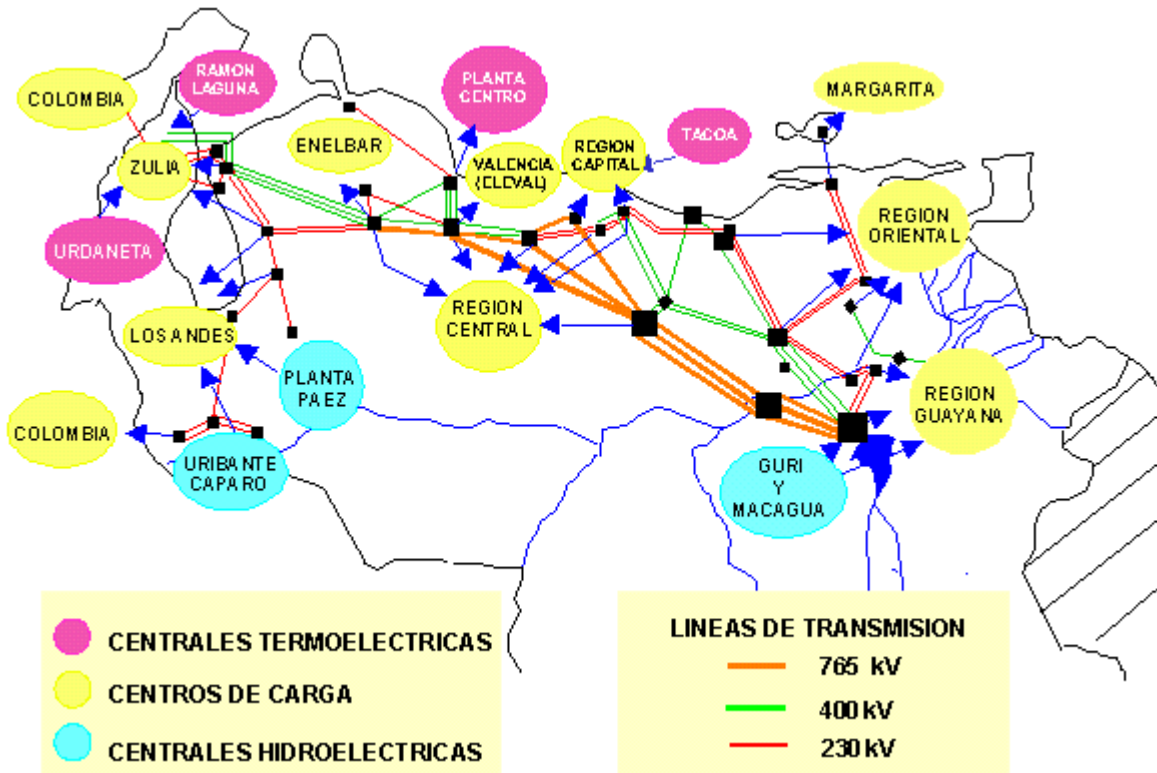 RAMON
LAGUNA
COLOMBIA
PLANTA
CENTRO
MARGARITA
ENELBAR
REGION
CAPITAL
TACOA
ZULIA
VALENCIA
(ELEVAL)
URDANETA
REGION
ORIENTAL
REGION
CENTRAL
LOS ANDES
PLANTA
PAEZ
REGION
GUAYANA
COLOMBIA
URIBANTE
CAPARO
GURI
Y
MACAGUA
CENTRALES TERMOELECTRICAS
CENTROS DE CARGA
CENTRALES HIDROELECTRICAS
LINEAS DE TRANSMISION
765 kV
400 kV
230 kV